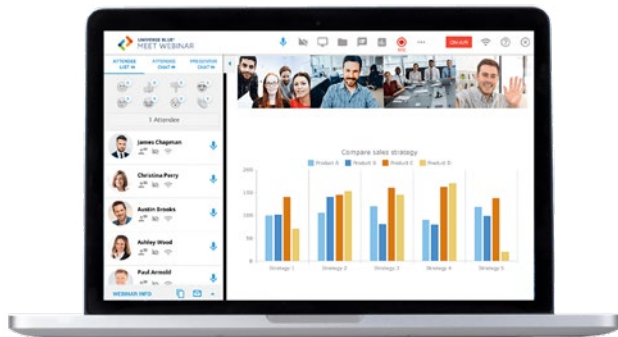 UNIVERGE BLUE®
MEET WEBINAR
ON AIR
ATTENDEE LIST
ATTENDEE CHAT
PRESENTER CHAT
1 Attendee
James Chapman
Christina Perry
Austin Brooks
Ashley Wood
Paul Arnold
WEBINAR INFO
Compare sales strategy
Product A Product B Product C Product D
200
150
100
50
0
Strategy 1 Strategy 2 Strategy 3 Strategy 4 Strategy 5